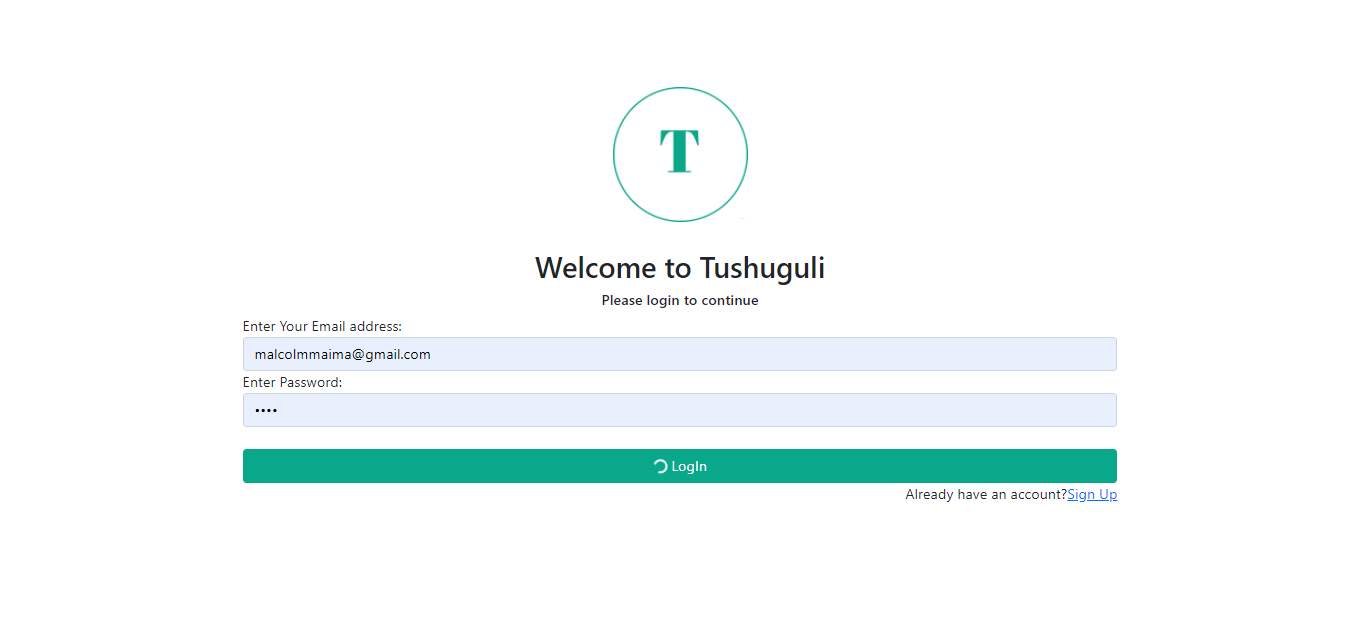 T
Welcome to Tushuguli
Please login to continue
Enter Your Email address:
malcolmmaima@gmail.com
Enter Password:
••••
LogIn
Already have an account?Sign Up